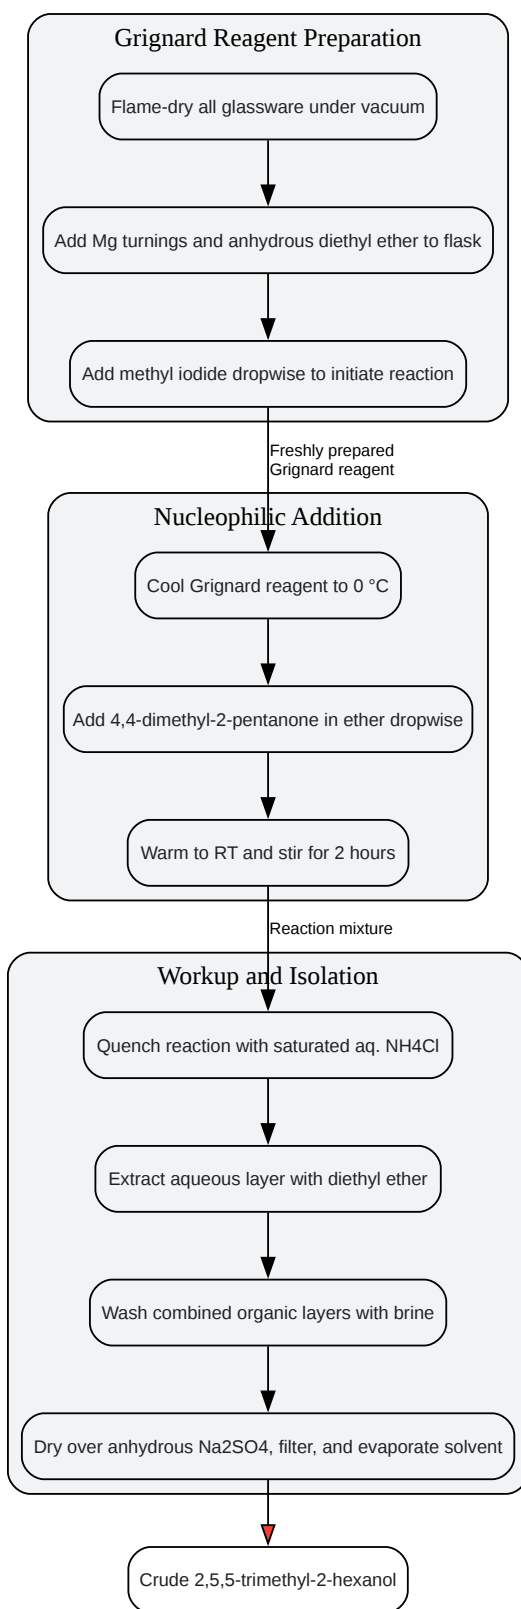 Grignard Reagent Preparation
Flame-dry all glassware under vacuum
Add Mg turnings and anhydrous diethyl ether to flask
Add methyl iodide dropwise to initiate reaction
Freshly prepared
Grignard reagent
Nucleophilic Addition
Cool Grignard reagent to 0 °C
Add 4,4-dimethyl-2-pentanone in ether dropwise
Warm to RT and stir for 2 hours
Reaction mixture
Workup and Isolation
Quench reaction with saturated aq. NH4Cl
Extract aqueous layer with diethyl ether
Wash combined organic layers with brine
Dry over anhydrous Na2SO4, filter, and evaporate solvent
Crude 2,5,5-trimethyl-2-hexanol